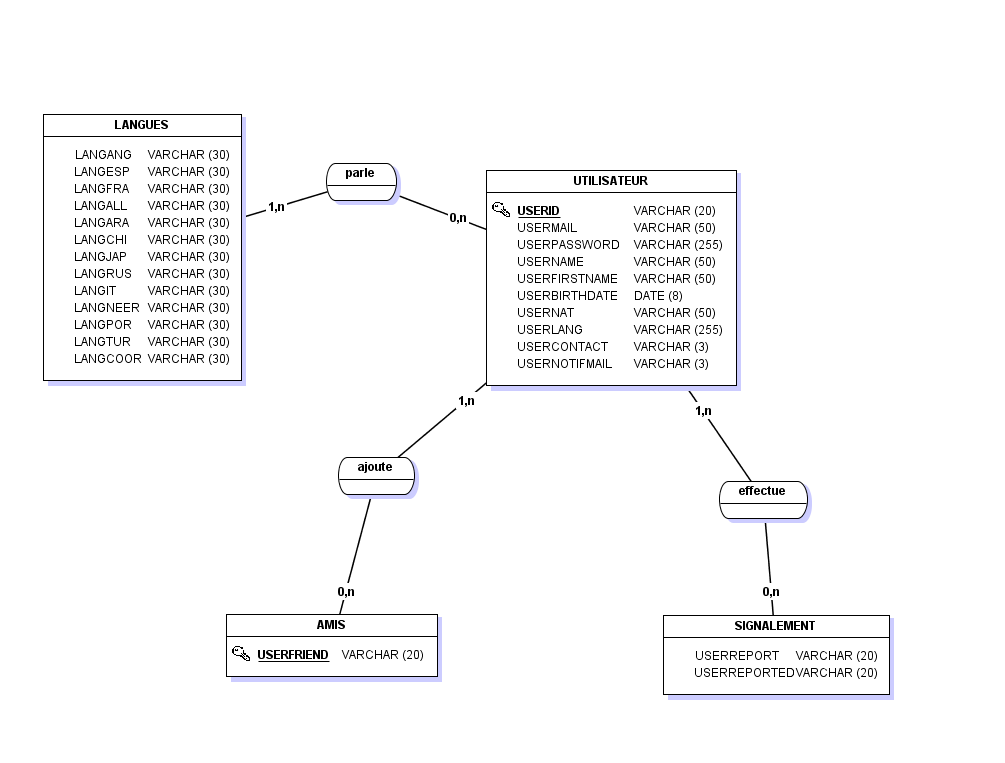 LANGUES
LANGANG VARCHAR (30)
LANGESP VARCHAR (30)
LANGFRA VARCHAR (30)
LANGALL VARCHAR (30)
LANGARA VARCHAR (30)
LANGCHI VARCHAR (30)
LANGJAP VARCHAR (30)
LANGRUS VARCHAR (30)
LANGIT VARCHAR (30)
LANGNEER VARCHAR (30)
LANGPOR VARCHAR (30)
LANGTUR VARCHAR (30)
LANGCOOR VARCHAR (30)
1,n
parle
0,n
UTILISATEUR
USERID VARCHAR (20)
USERMAIL VARCHAR (50)
USERPASSWORD VARCHAR (255)
USERNAME VARCHAR (50)
USERFIRSTNAME VARCHAR (50)
USERBIRTHDATE DATE (8)
USERNAT VARCHAR (50)
USERLANG VARCHAR (255)
USERCONTACT VARCHAR (3)
USERNOTIFMAIL VARCHAR (3)
1,n
ajoute
0,n
AMIS
USERFRIEND VARCHAR (20)
1,n
effectue
0,n
SIGNALEMENT
USERREPORT VARCHAR (20)
USERREPORTEDVARCHAR (20)